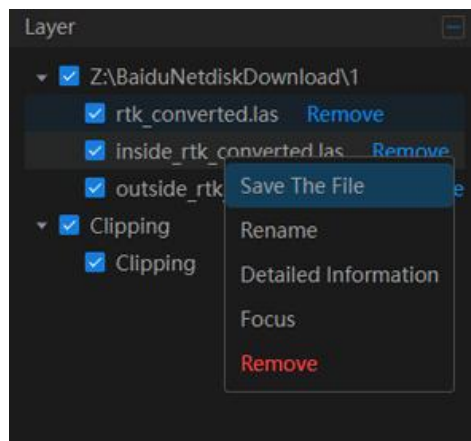 Layer
Z:\BaiduNetdiskDownload\1
rtk_converted.las Remove
inside_rtk_converted.las Remove
outside_rtk
Save The File
Clipping
Rename
Clipping
Detailed Information
Focus
Remove